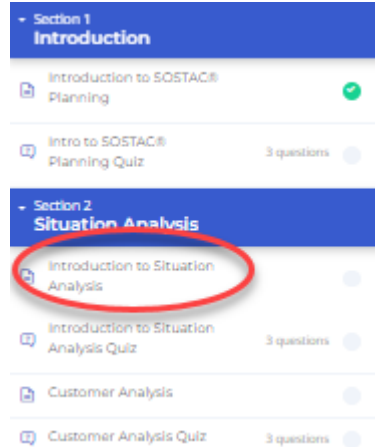 Section 1
Introduction
Introduction to SOSTAC®
Planning
Intro to SOSTAC®
Planning Quiz
3 questions
Section 2
Situation Analysis
Introduction to Situation
Analysis
Introduction to Situation
Analysis Quiz
3 questions
Customer Analysis
Customer Analysis Quiz
3 questions